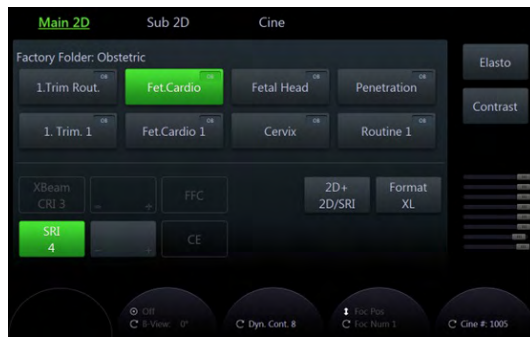 Main 2D
Sub 2D
Cine
Factory Folder: Obstetric
Elasto
1.Trim Rout.
Fet.Cardio
Fetal Head
Penetration
Contrast
1. Trim. 1
Fet.Cardio 1
Cervix
Routine 1
XBeam
CRI 3
FFC
2D+
2D/SRI
Format
XL
SRI
4
CE
Off
B-View: 0°
Dyn. Cont. 8
Foc Pos
Foc Num 1
Cine #: 1005